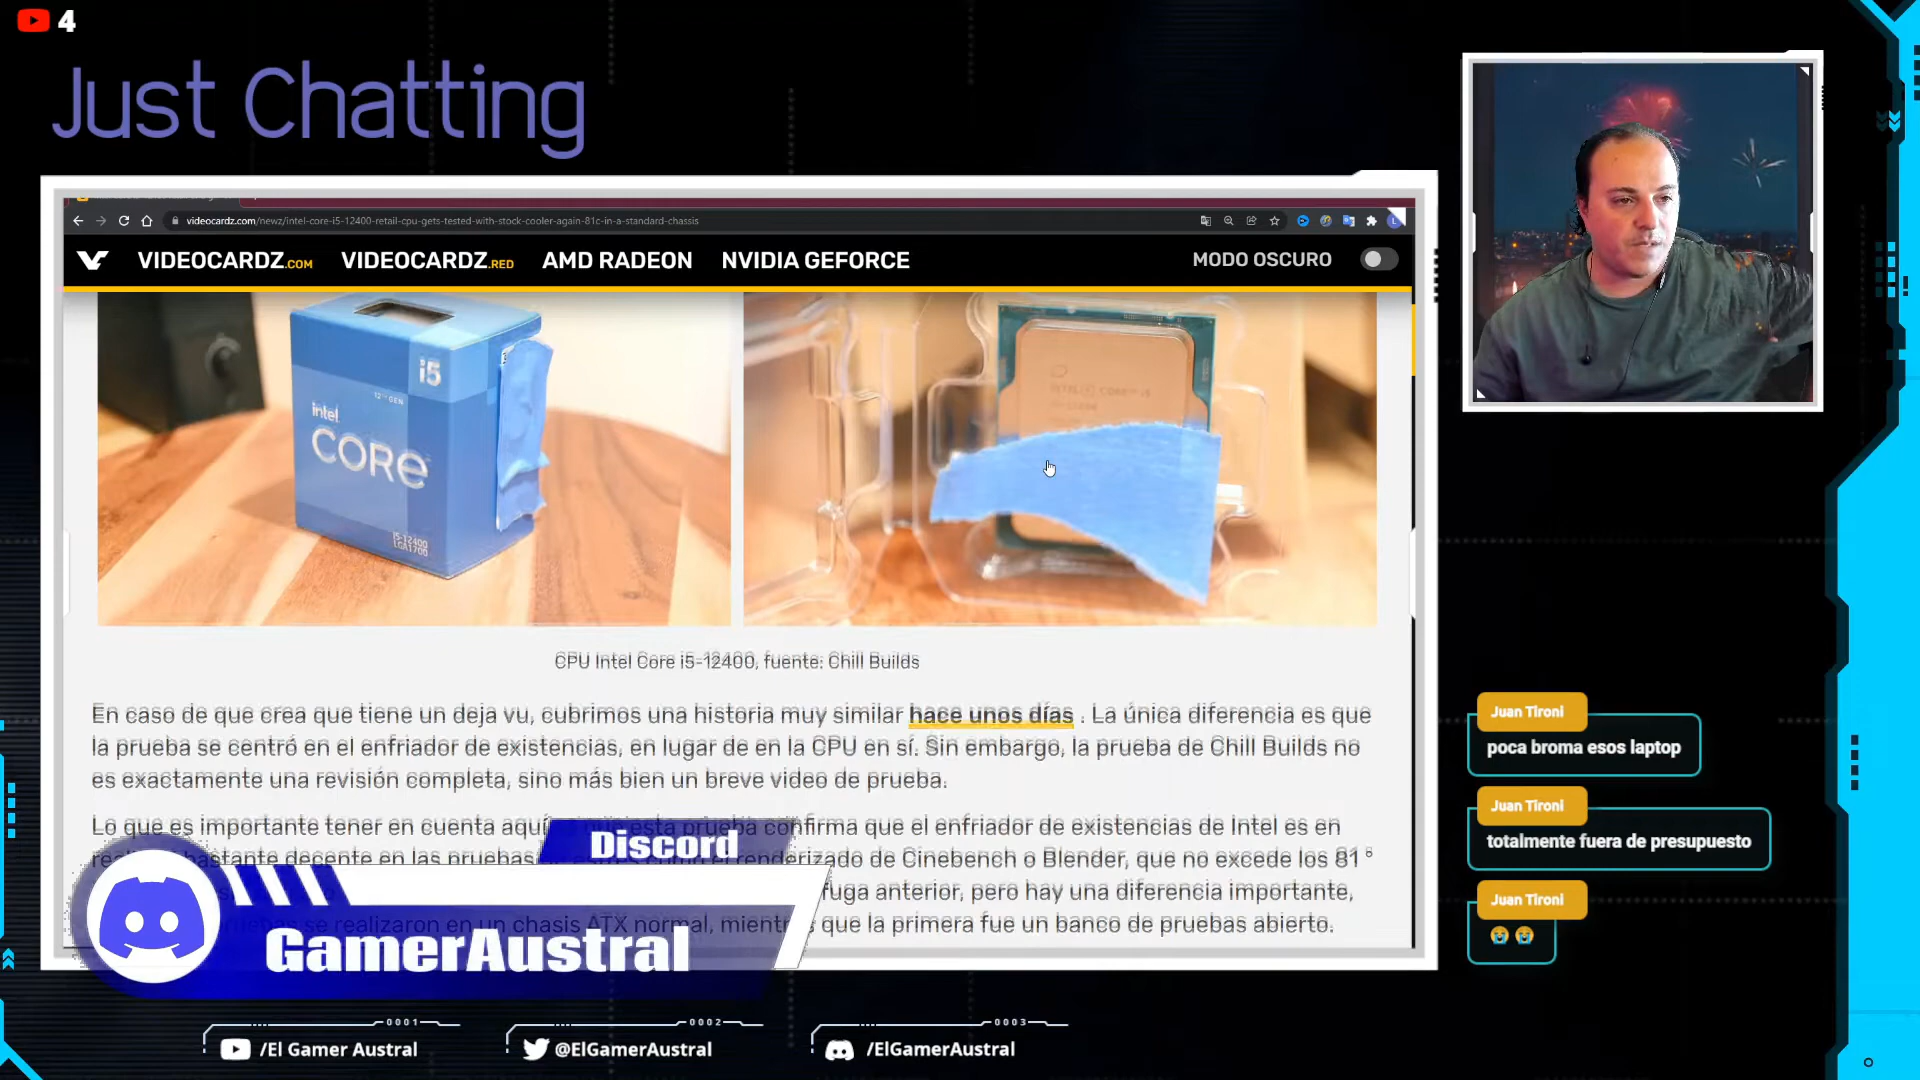 4
Just Chatting
videocardz.com/newz/intel-core-i5-12400-retail-cpu-gets-tested-with-stock-cooler-again-81c-in-a-standard-chassis
VIDEOCARDZ.COM VIDEOCARDZ.RED AMD RADEON NVIDIA GEFORCE MODO OSCURO
i5
12TH GEN
intel
CORE
i5-12400
LGA1700
CPU Intel Core i5-12400, fuente: Chill Builds
En caso de que crea que tiene un deja vu, cubrimos una historia muy similar hace unos días . La única diferencia es que
la prueba se centró en el enfriador de existencias, en lugar de en la CPU en sí. Sin embargo, la prueba de Chill Builds no
es exactamente una revisión completa, sino más bien un breve video de prueba.
Lo que es importante tener en cuenta aquí esta prueba confirma que el enfriador de existencias de Intel es en
bastante decente en las pruebas renderizado de Cinebench o Blender, que no excede los 81 °
fuga anterior, pero hay una diferencia importante,
se realizaron en un chasis ATX normal, mientras que la primera fue un banco de pruebas abierto.
Discord
GamerAustral
Juan Tironi
poca broma esos laptop
Juan Tironi
totalmente fuera de presupuesto
Juan Tironi
😭 😭
0001
/El Gamer Austral
0002
@ElGamerAustral
0003
/ElGamerAustral